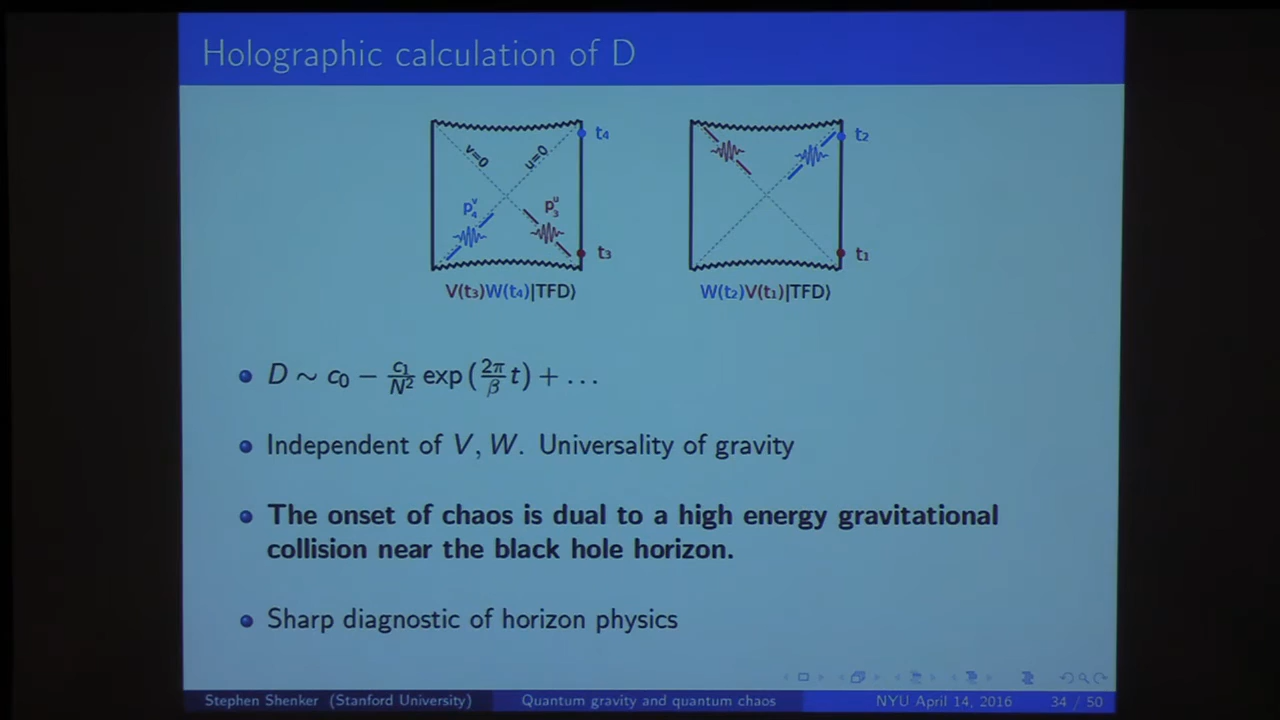 Holographic calculation of D
v=0
u=0
p₄ᵛ
p₃ᵘ
t₄
t₃
t₂
t₁
V(t₃)W(t₄)|TFD⟩
W(t₂)V(t₁)|TFD⟩
D ∼ c₀ − c₁/N² exp(2π/β t) + …
Independent of V, W. Universality of gravity
The onset of chaos is dual to a high energy gravitational
collision near the black hole horizon.
Sharp diagnostic of horizon physics
Stephen Shenker (Stanford University) Quantum gravity and quantum chaos NYU April 14, 2016 34 / 50